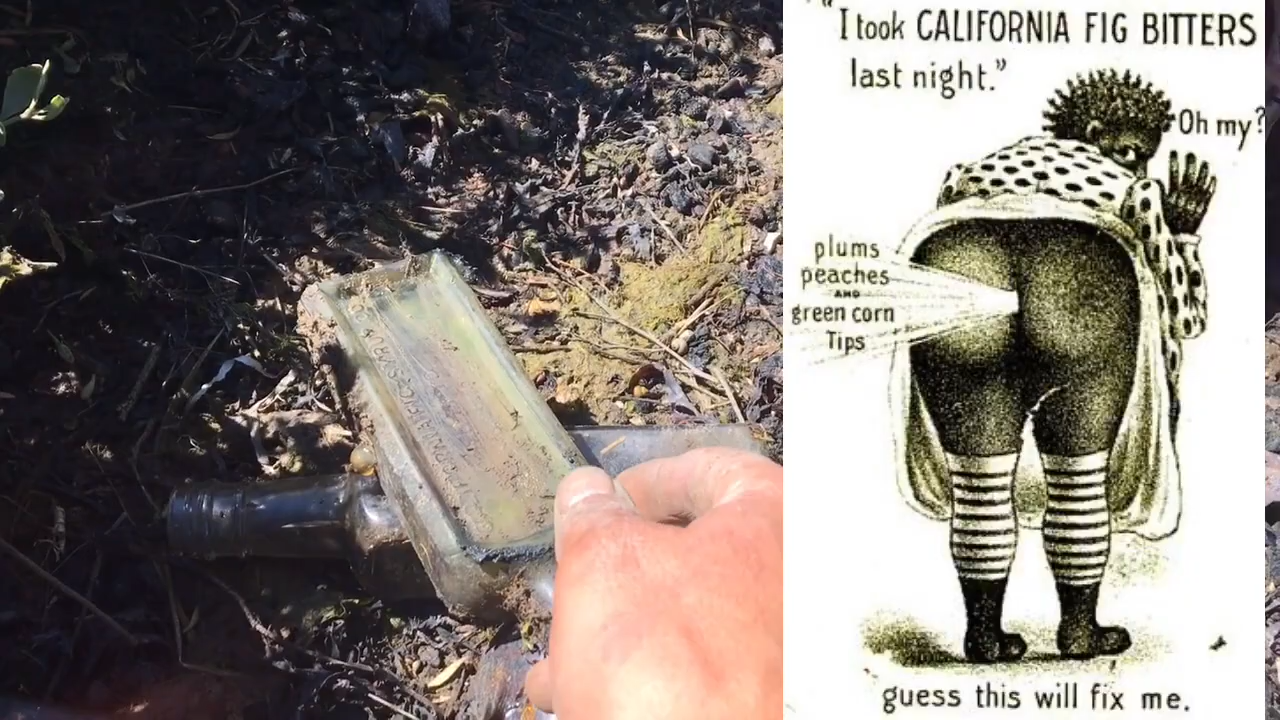 "I took CALIFORNIA FIG BITTERS
last night."
Oh my?
plums
peaches
AND
green corn
Tips
guess this will fix me.